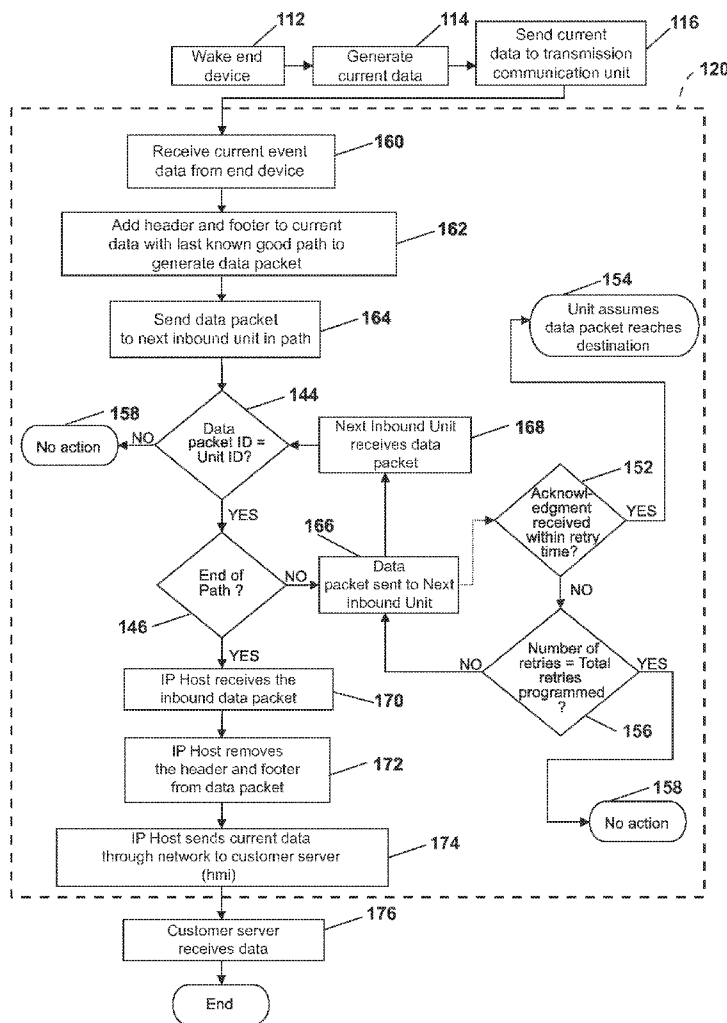 112
Wake end
device
114
Generate
current data
116
Send current
data to transmission
communication unit
120
Receive current event
data from end device
160
Add header and footer to current
data with last known good path to
generate data packet
162
Send data packet
to next inbound unit in path
164
154
Unit assumes
data packet reaches
destination
144
Data
packet ID =
Unit ID?
158
No action
NO
Next Inbound Unit
receives data
packet
168
152
Acknowl-
edgment
received
within retry
time?
YES
YES
166
Data
packet sent to Next
Inbound Unit
End of
Path ?
NO
146
NO
Number of
retries = Total
retries
programmed
?
NO
YES
156
YES
IP Host receives the
inbound data packet
170
IP Host removes
the header and footer
from data packet
172
158
No action
IP Host sends current data
through network to customer server
(hmi)
174
176
Customer server
receives data
End